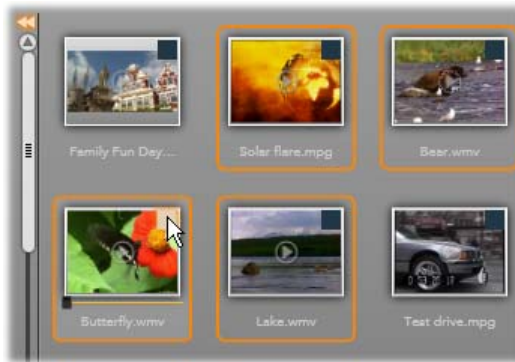 Family Fun Day...
Solar flare.mpg
Bear.wmv
Butterfly.wmv
Lake.wmv
Test drive.mpg